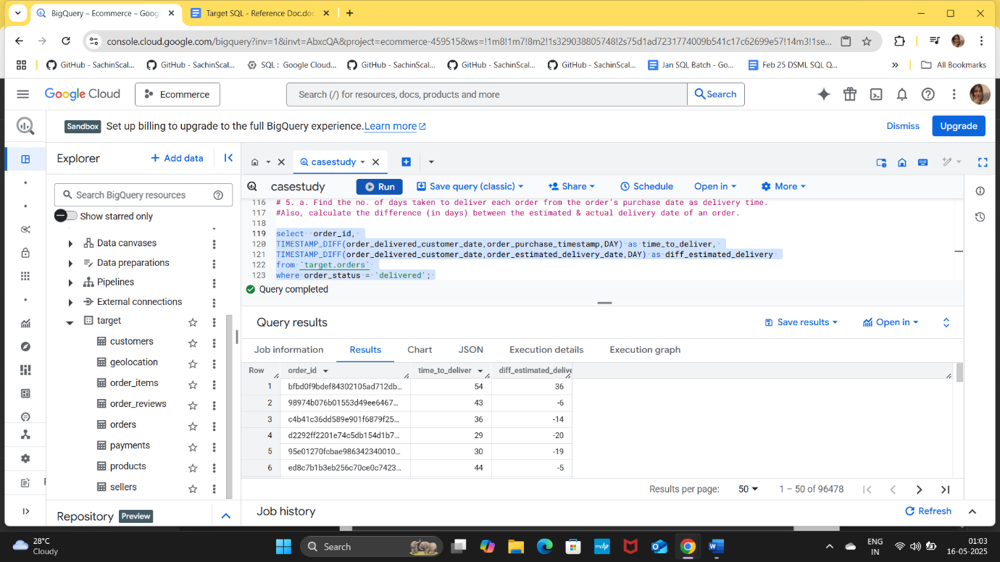 BigQuery – Ecommerce – Goog
Target SQL - Reference Doc.doc
console.cloud.google.com/bigquery?inv=1&invt=AbxcQA&project=ecommerce-459515&ws=!1m8!1m7!8m2!1s329038805748!2s75d1ad7231774009b541c17c62699e57!14m3!1se...
GitHub - SachinScal... GitHub - SachinScal... SQL : Google Cloud... GitHub - SachinScal... GitHub - SachinScal... GitHub - SachinScal... Jan SQL Batch - Go... Feb 25 DSML SQL Q... » All Bookmarks
Google Cloud Ecommerce Search (/) for resources, docs, products and more Search
Sandbox Set up billing to upgrade to the full BigQuery experience. Learn more Dismiss Upgrade
Explorer + Add data
casestudy
casestudy Run Save query (classic) Share Schedule Open in More
Search BigQuery resources
Show starred only
Data canvases
Data preparations
Pipelines
External connections
target
customers
geolocation
order_items
order_reviews
orders
payments
products
sellers
Repository Preview
116 # 5. a. Find the no. of days taken to deliver each order from the order's purchase date as delivery time.
117 #Also, calculate the difference (in days) between the estimated & actual delivery date of an order.
118
119 select order_id,
120 TIMESTAMP_DIFF(order_delivered_customer_date,order_purchase_timestamp,DAY) as time_to_deliver,
121 TIMESTAMP_DIFF(order_delivered_customer_date,order_estimated_delivery_date,DAY) as diff_estimated_delivery
122 from `target.orders`
123 where order_status = 'delivered';
Query completed
Query results Save results Open in
Job information Results Chart JSON Execution details Execution graph
Row order_id time_to_deliver diff_estimated_delive
1 bfbd0f9bdef84302105ad712db... 54 36
2 98974b076b01553d49ee6467... 43 -6
3 c4b41c36dd589e901f6879f25... 36 -14
4 d2292ff2201e74c5db154d1b7... 29 -20
5 95e01270fcbae986342340010... 30 -19
6 ed8c7b1b3eb256c70ce0c7423... 44 -5
Results per page: 50 1 – 50 of 96478
Job history Refresh
28°C
Cloudy
Search
myhp
ENG
IN
01:03
16-05-2025